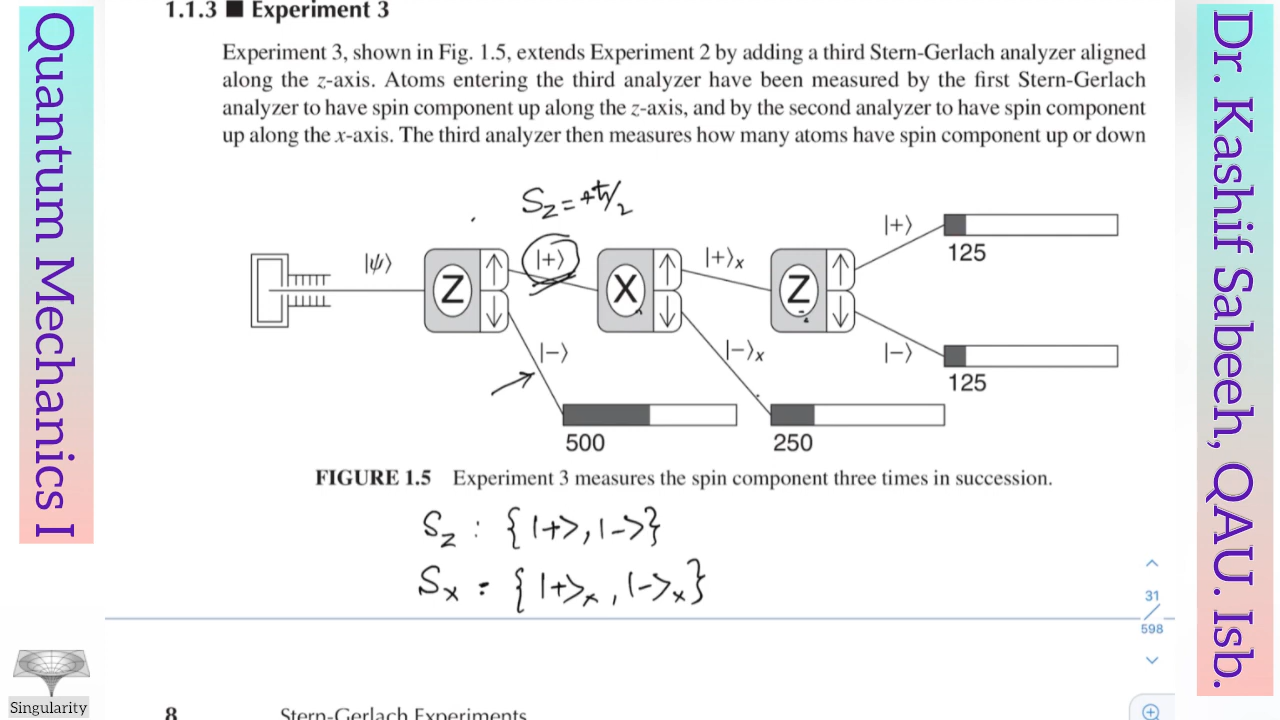 Quantum Mechanics I
1.1.3 ■ Experiment 3
Experiment 3, shown in Fig. 1.5, extends Experiment 2 by adding a third Stern-Gerlach analyzer aligned
along the z-axis. Atoms entering the third analyzer have been measured by the first Stern-Gerlach
analyzer to have spin component up along the z-axis, and by the second analyzer to have spin component
up along the x-axis. The third analyzer then measures how many atoms have spin component up or down
S_z = +ħ/2
|ψ⟩
Z
↑
↓
|+⟩
|−⟩
500
X
↑
↓
|+⟩x
|−⟩x
250
Z
↑
↓
|+⟩
125
|−⟩
125
FIGURE 1.5 Experiment 3 measures the spin component three times in succession.
S_z : {|+>, |->}
S_x = {|+>x, |->x}
31
/
598
8 Stern-Gerlach Experiments
Singularity
Dr. Kashif Sabeeh, QAU. Isb.